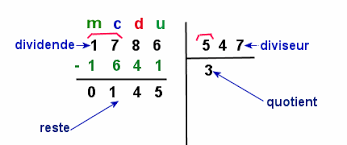 m c d u
dividende 1 7 8 6 5 4 7 diviseur
- 1 6 4 1 3
0 1 4 5 quotient
reste